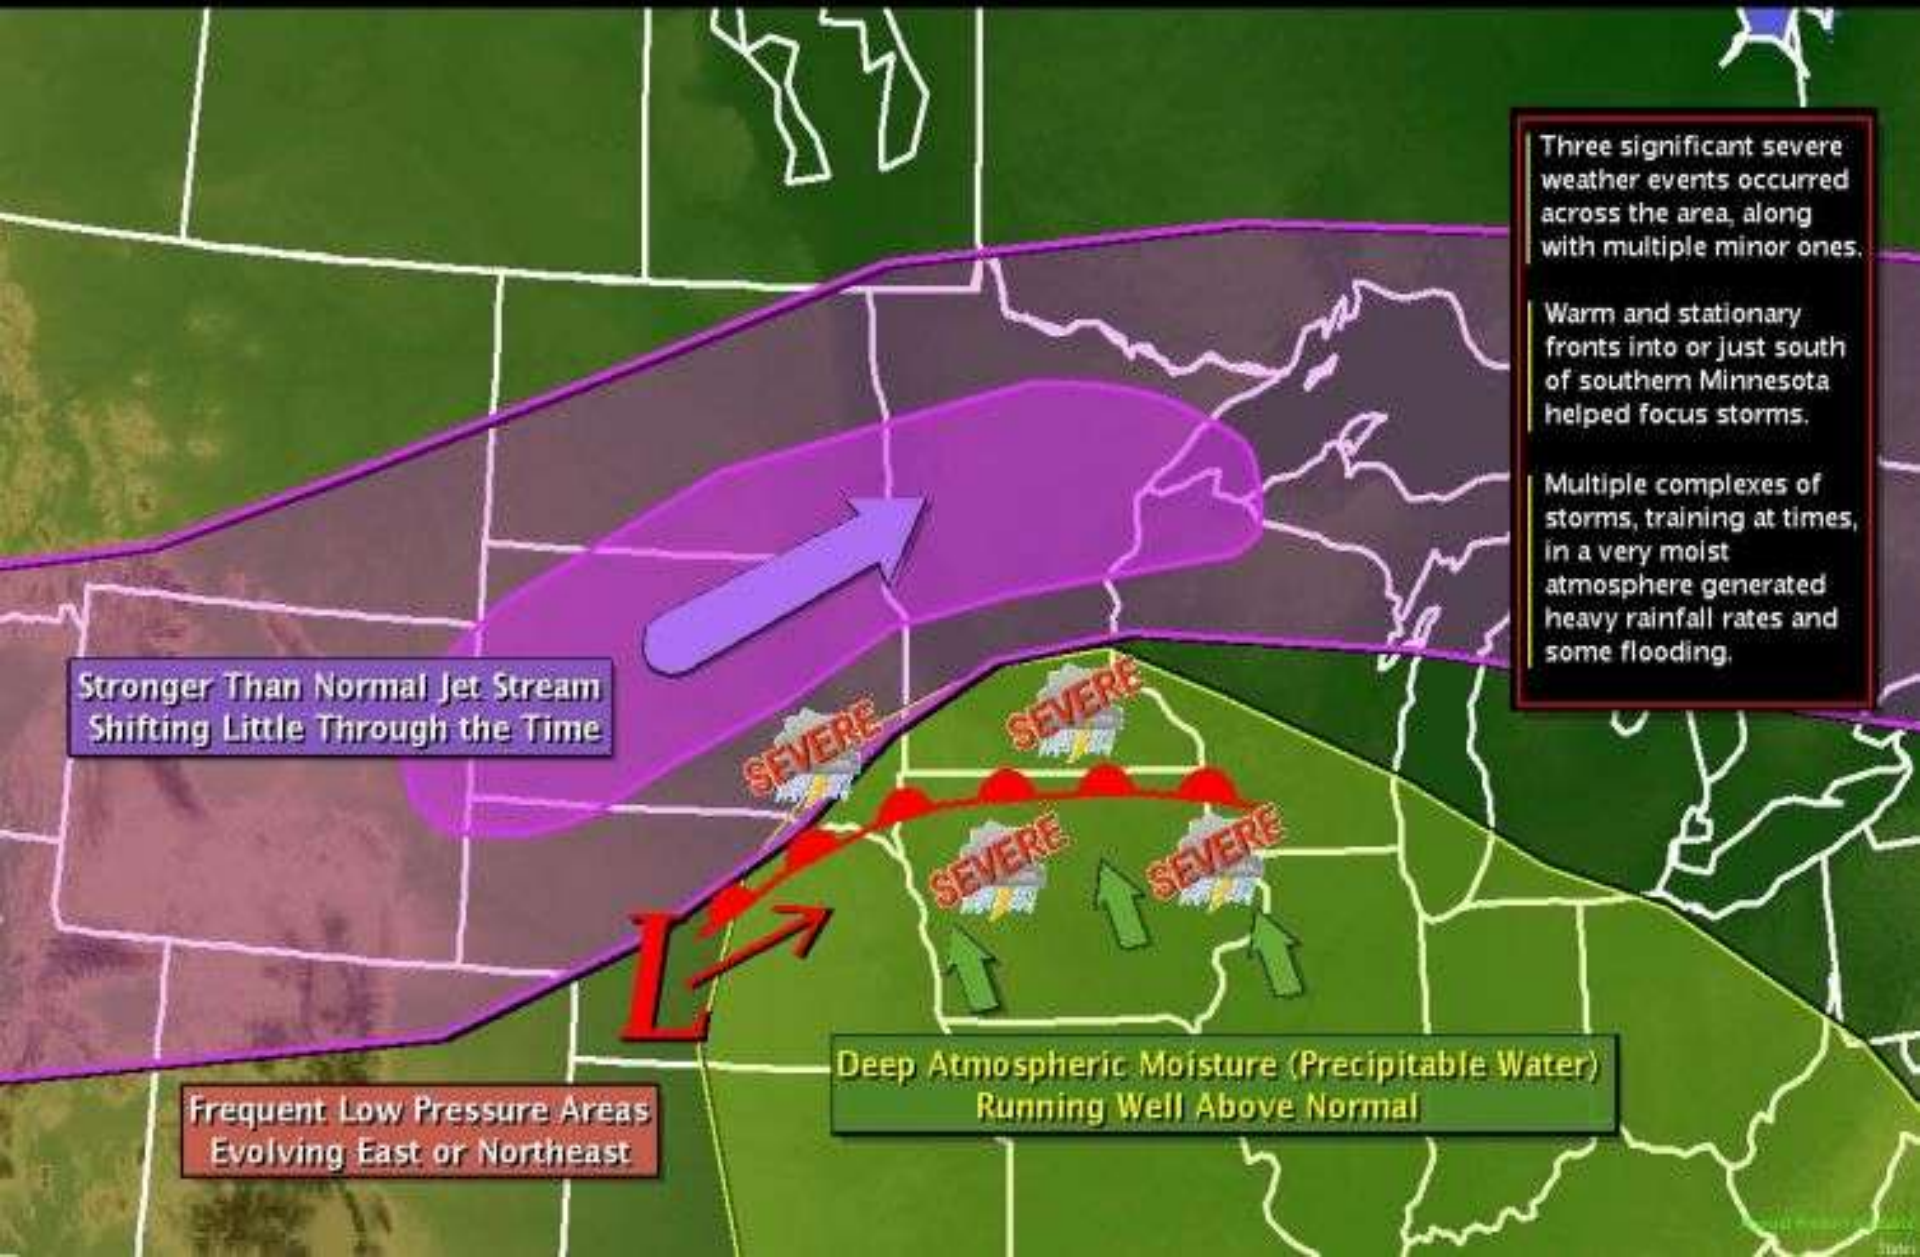 Three significant severe
weather events occurred
across the area, along
with multiple minor ones.
Warm and stationary
fronts into or just south
of southern Minnesota
helped focus storms.
Multiple complexes of
storms, training at times,
in a very moist
atmosphere generated
heavy rainfall rates and
some flooding.
Stronger Than Normal Jet Stream
Shifting Little Through the Time
SEVERE
SEVERE
SEVERE
SEVERE
L
Deep Atmospheric Moisture (Precipitable Water)
Running Well Above Normal
Frequent Low Pressure Areas
Evolving East or Northeast
States